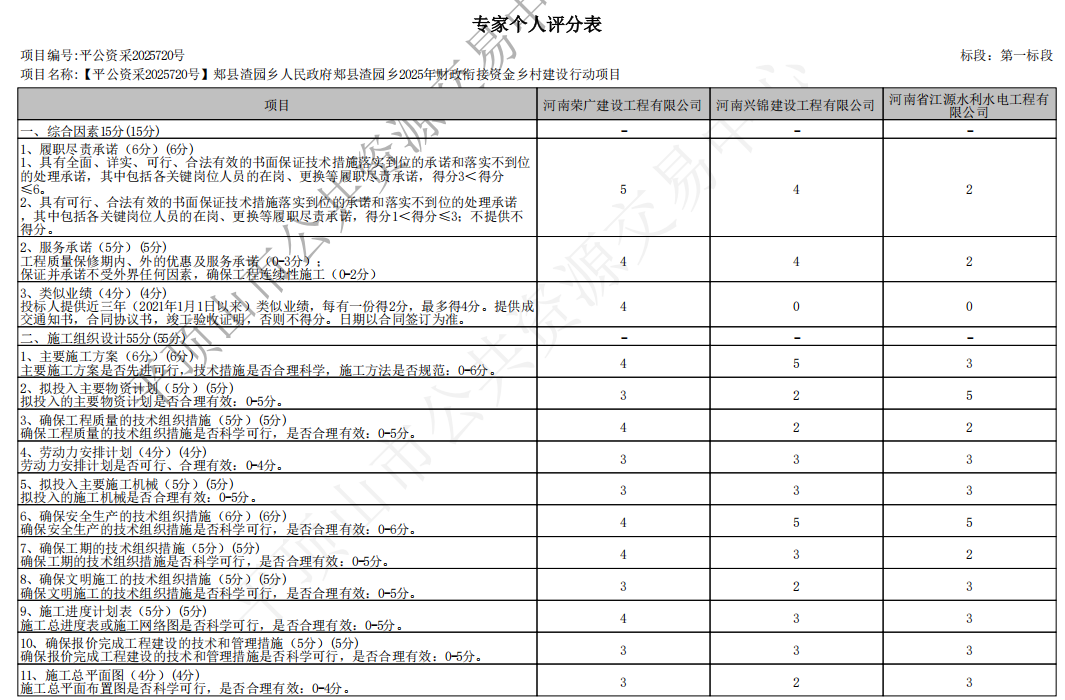 专家个人评分表
项目编号:平公资采2025720号
标段：第一标段
项目名称:【平公资采2025720号】郏县渣园乡人民政府郏县渣园乡2025年财政衔接资金乡村建设行动项目
项目 河南荣广建设工程有限公司 河南兴锦建设工程有限公司 河南省江源水利水电工程有
限公司
一、综合因素15分(15分) - - -
1、履职尽责承诺（6分）(6分)
1、具有全面、详实、可行、合法有效的书面保证技术措施落实到位的承诺和落实不到位
的处理承诺，其中包括各关键岗位人员的在岗、更换等履职尽责承诺，得分3＜得分
≤6。
5 4 2
2、具有可行、合法有效的书面保证技术措施落实到位的承诺和落实不到位的处理承诺
，其中包括各关键岗位人员的在岗、更换等履职尽责承诺，得分1＜得分≤3；不提供不
得分。
2、服务承诺（5分）(5分)
工程质量保修期内、外的优惠及服务承诺（0-3分）；
4 4 2
保证并承诺不受外界任何因素，确保工程连续性施工（0-2分）
3、类似业绩（4分）(4分)
投标人提供近三年（2021年1月1日以来）类似业绩，每有一份得2分，最多得4分。提供成
4 0 0
交通知书，合同协议书，竣工验收证明，否则不得分。日期以合同签订为准。
二、施工组织设计55分(55分) - - -
1、主要施工方案（6分）(6分)
4 5 3
主要施工方案是否先进可行，技术措施是否合理科学，施工方法是否规范：0-6分。
2、拟投入主要物资计划（5分）(5分)
3 2 5
拟投入的主要物资计划是否合理有效：0-5分。
3、确保工程质量的技术组织措施（5分）(5分)
4 2 2
确保工程质量的技术组织措施是否科学可行，是否合理有效：0-5分。
4、劳动力安排计划（4分）(4分)
3 3 3
劳动力安排计划是否可行、合理有效：0-4分。
5、拟投入主要施工机械（5分）(5分)
3 3 3
拟投入的施工机械是否合理有效：0-5分。
6、确保安全生产的技术组织措施（6分）(6分)
4 5 5
确保安全生产的技术组织措施是否科学可行，是否合理有效：0-6分。
7、确保工期的技术组织措施（5分）(5分)
4 3 2
确保工期的技术组织措施是否科学可行，是否合理有效：0-5分。
8、确保文明施工的技术组织措施（5分）(5分)
3 2 3
确保文明施工的技术组织措施是否科学可行，是否合理有效：0-5分。
9、施工进度计划表（5分）(5分)
4 3 3
施工总进度表或施工网络图是否科学可行，是否合理有效：0-5分。
10、确保报价完成工程建设的技术和管理措施（5分）(5分)
3 3 3
确保报价完成工程建设的技术和管理措施是否科学可行，是否合理有效：0-5分。
11、施工总平面图（4分）(4分)
3 2 3
施工总平面布置图是否科学可行，是否合理有效：0-4分。
平顶山市公共资源交易中
平顶山市公共资源交易中心